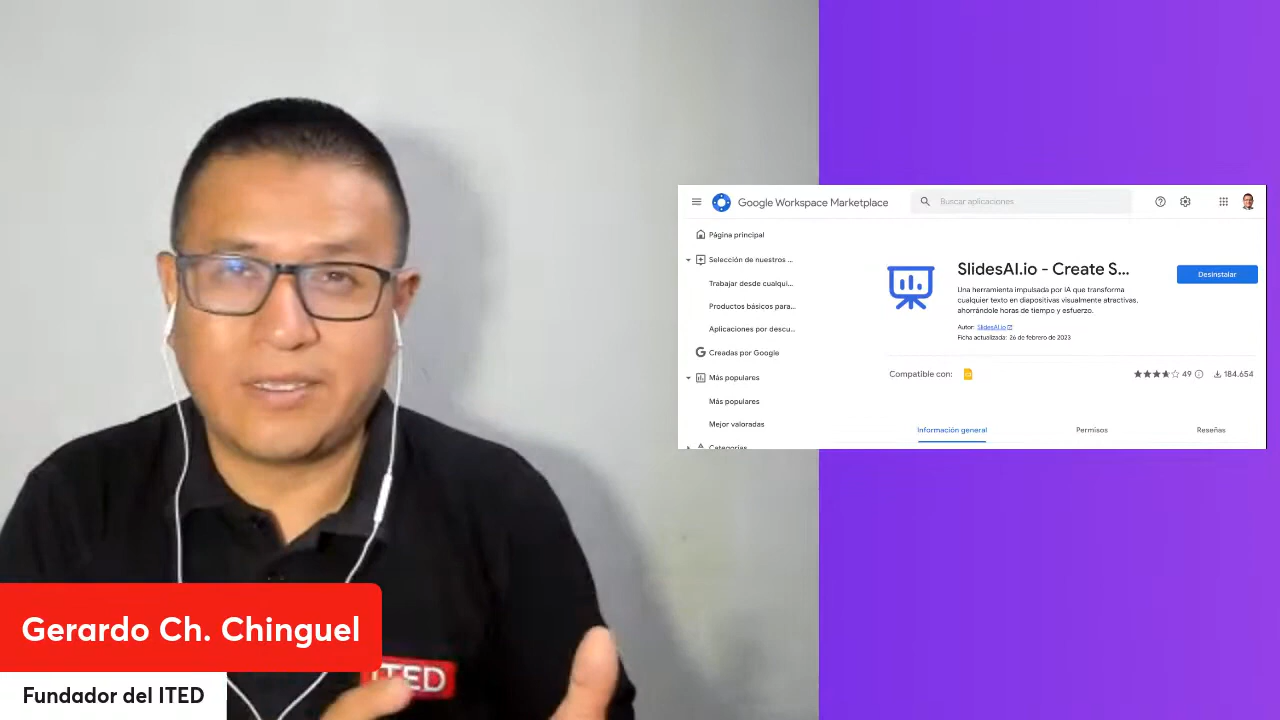 Google Workspace Marketplace
Buscar aplicaciones
Página principal
Selección de nuestros ...
Trabajar desde cualqui...
Productos básicos para...
Aplicaciones por descu...
Creadas por Google
Más populares
Más populares
Mejor valoradas
Categorías
SlidesAI.io - Create S...
Desinstalar
Una herramienta impulsada por IA que transforma
cualquier texto en diapositivas visualmente atractivas,
ahorrándole horas de tiempo y esfuerzo.
Autor: SlidesAI.io
Ficha actualizada: 26 de febrero de 2023
Compatible con:
49
184.654
Información general
Permisos
Reseñas
Gerardo Ch. Chinguel
Fundador del ITED
ITED